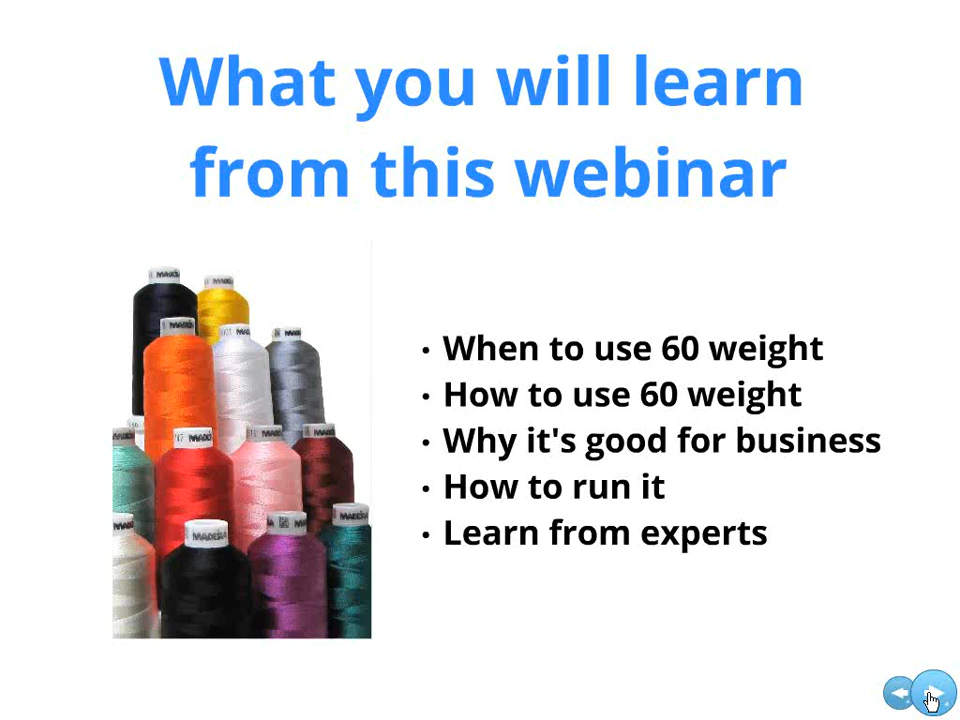 What you will learn
from this webinar
MADEIRA
• When to use 60 weight
• How to use 60 weight
• Why it's good for business
• How to run it
• Learn from experts